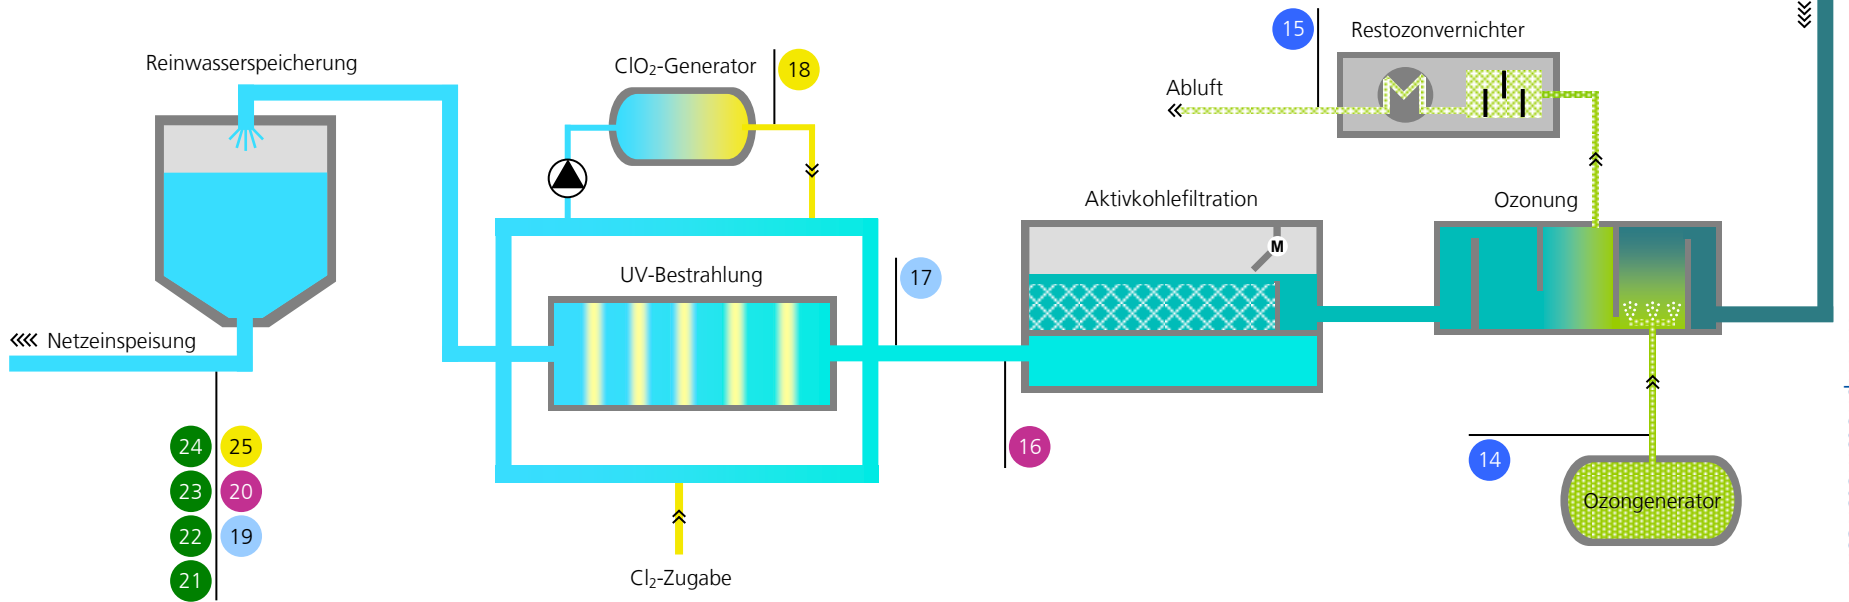 15
Restozonvernichter
Reinwasserspeicherung
ClO₂-Generator
18
Abluft
Aktivkohlefiltration
Ozonung
M
UV-Bestrahlung
17
Netzeinspeisung
24
25
16
14
23
20
Ozongenerator
22
19
21
Cl₂-Zugabe